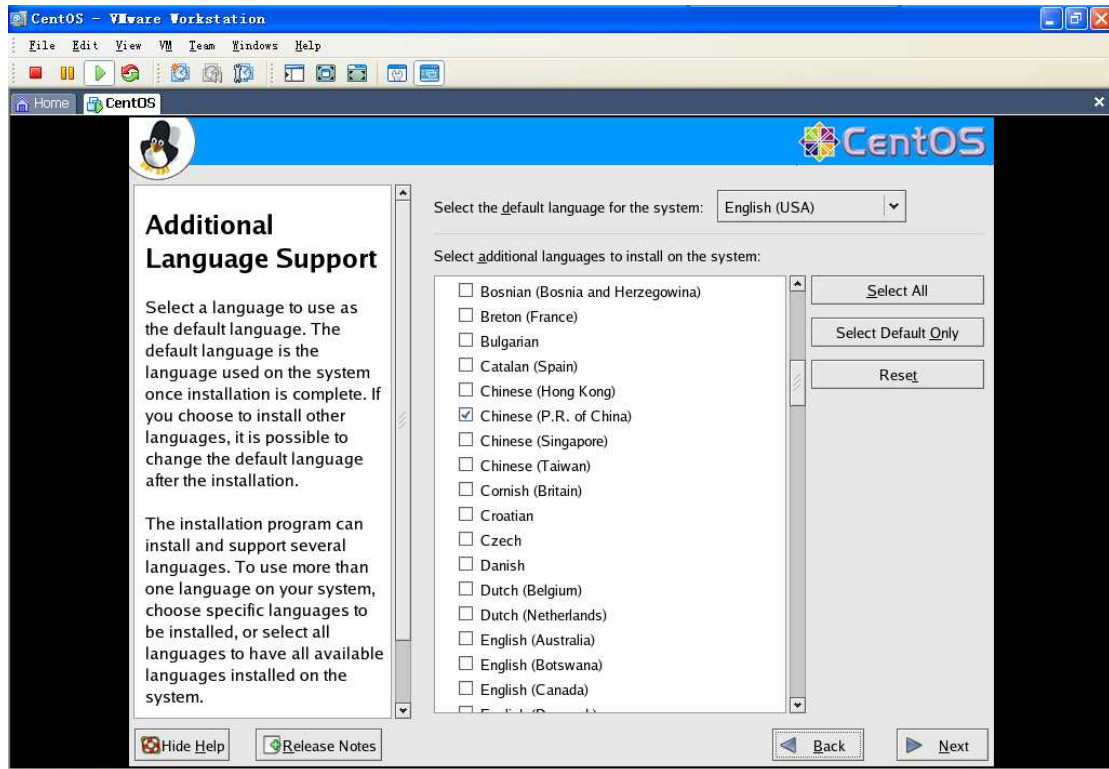 CentOS - VMware Workstation
File Edit View VM Team Windows Help
Home CentOS
CentOS
Additional
Language Support
Select a language to use as
the default language. The
default language is the
language used on the system
once installation is complete. If
you choose to install other
languages, it is possible to
change the default language
after the installation.
The installation program can
install and support several
languages. To use more than
one language on your system,
choose specific languages to
be installed, or select all
languages to have all available
languages installed on the
system.
Select the default language for the system: English (USA)
Select additional languages to install on the system:
Bosnian (Bosnia and Herzegowina)
Breton (France)
Bulgarian
Catalan (Spain)
Chinese (Hong Kong)
Chinese (P.R. of China)
Chinese (Singapore)
Chinese (Taiwan)
Cornish (Britain)
Croatian
Czech
Danish
Dutch (Belgium)
Dutch (Netherlands)
English (Australia)
English (Botswana)
English (Canada)
Select All
Select Default Only
Reset
Hide Help Release Notes Back Next